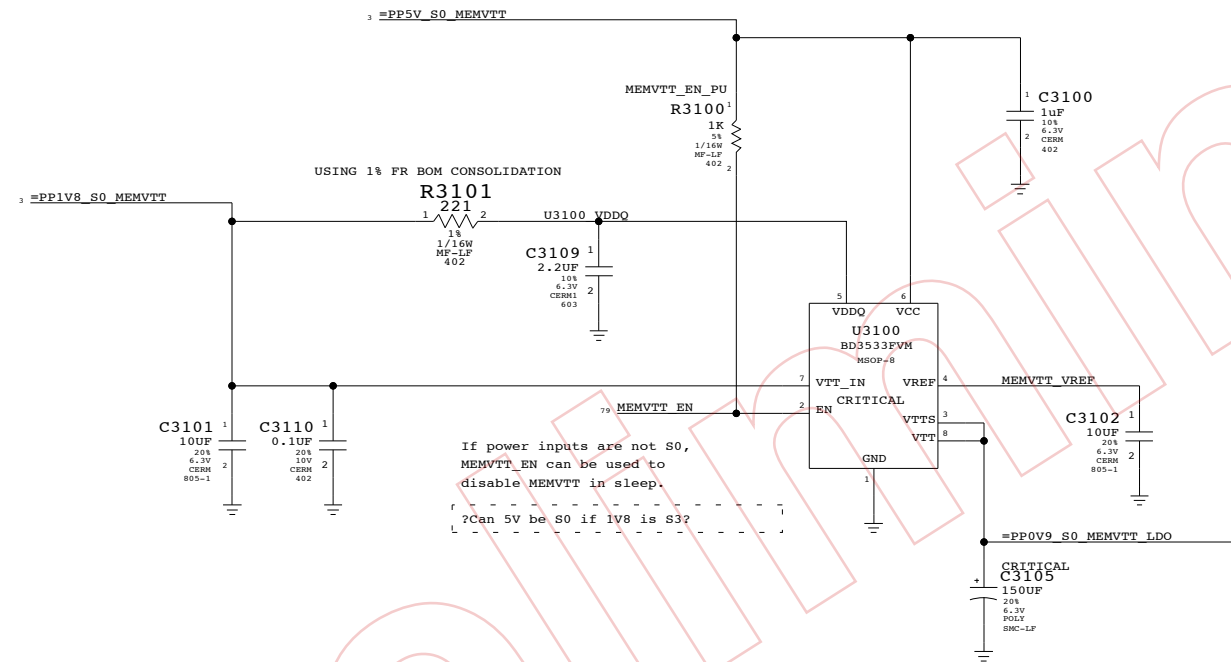 3 =PP5V_S0_MEMVTT
MEMVTT_EN_PU
R3100 1
1K
5%
1/16W
MF-LF
402 2
1 C3100
1uF
10%
6.3V
2 CERM
402
USING 1% FR BOM CONSOLIDATION
R3101
3 =PP1V8_S0_MEMVTT
221
1 2
1%
1/16W
MF-LF
402
U3100_VDDQ
C3109 1
2.2UF
10%
6.3V 2
CERM1
603
5 6
VDDQ VCC
U3100
BD3533FVM
MSOP-8
7 VTT_IN VREF 4 MEMVTT_VREF
CRITICAL
79 MEMVTT_EN 2 EN
VTTS 3
VTT 8
GND
1
C3101 1
10UF
20%
6.3V 2
CERM
805-1
C3110 1
0.1UF
20%
10V 2
CERM
402
C3102 1
10UF
20%
6.3V 2
CERM
805-1
If power inputs are not S0,
MEMVTT_EN can be used to
disable MEMVTT in sleep.
?Can 5V be S0 if 1V8 is S3?
=PP0V9_S0_MEMVTT_LDO
CRITICAL
+ C3105
150UF
20%
6.3V
POLY
SMC-LF